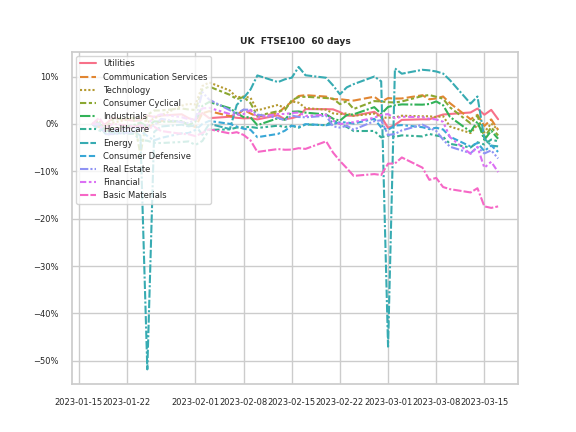 UK FTSE100 60 days
Utilities
Communication Services
Technology
Consumer Cyclical
Industrials
Healthcare
Energy
Consumer Defensive
Real Estate
Financial
Basic Materials
10%
0%
−10%
−20%
−30%
−40%
−50%
2023-01-15 2023-01-22 2023-02-01 2023-02-08 2023-02-15 2023-02-22 2023-03-01 2023-03-08 2023-03-15